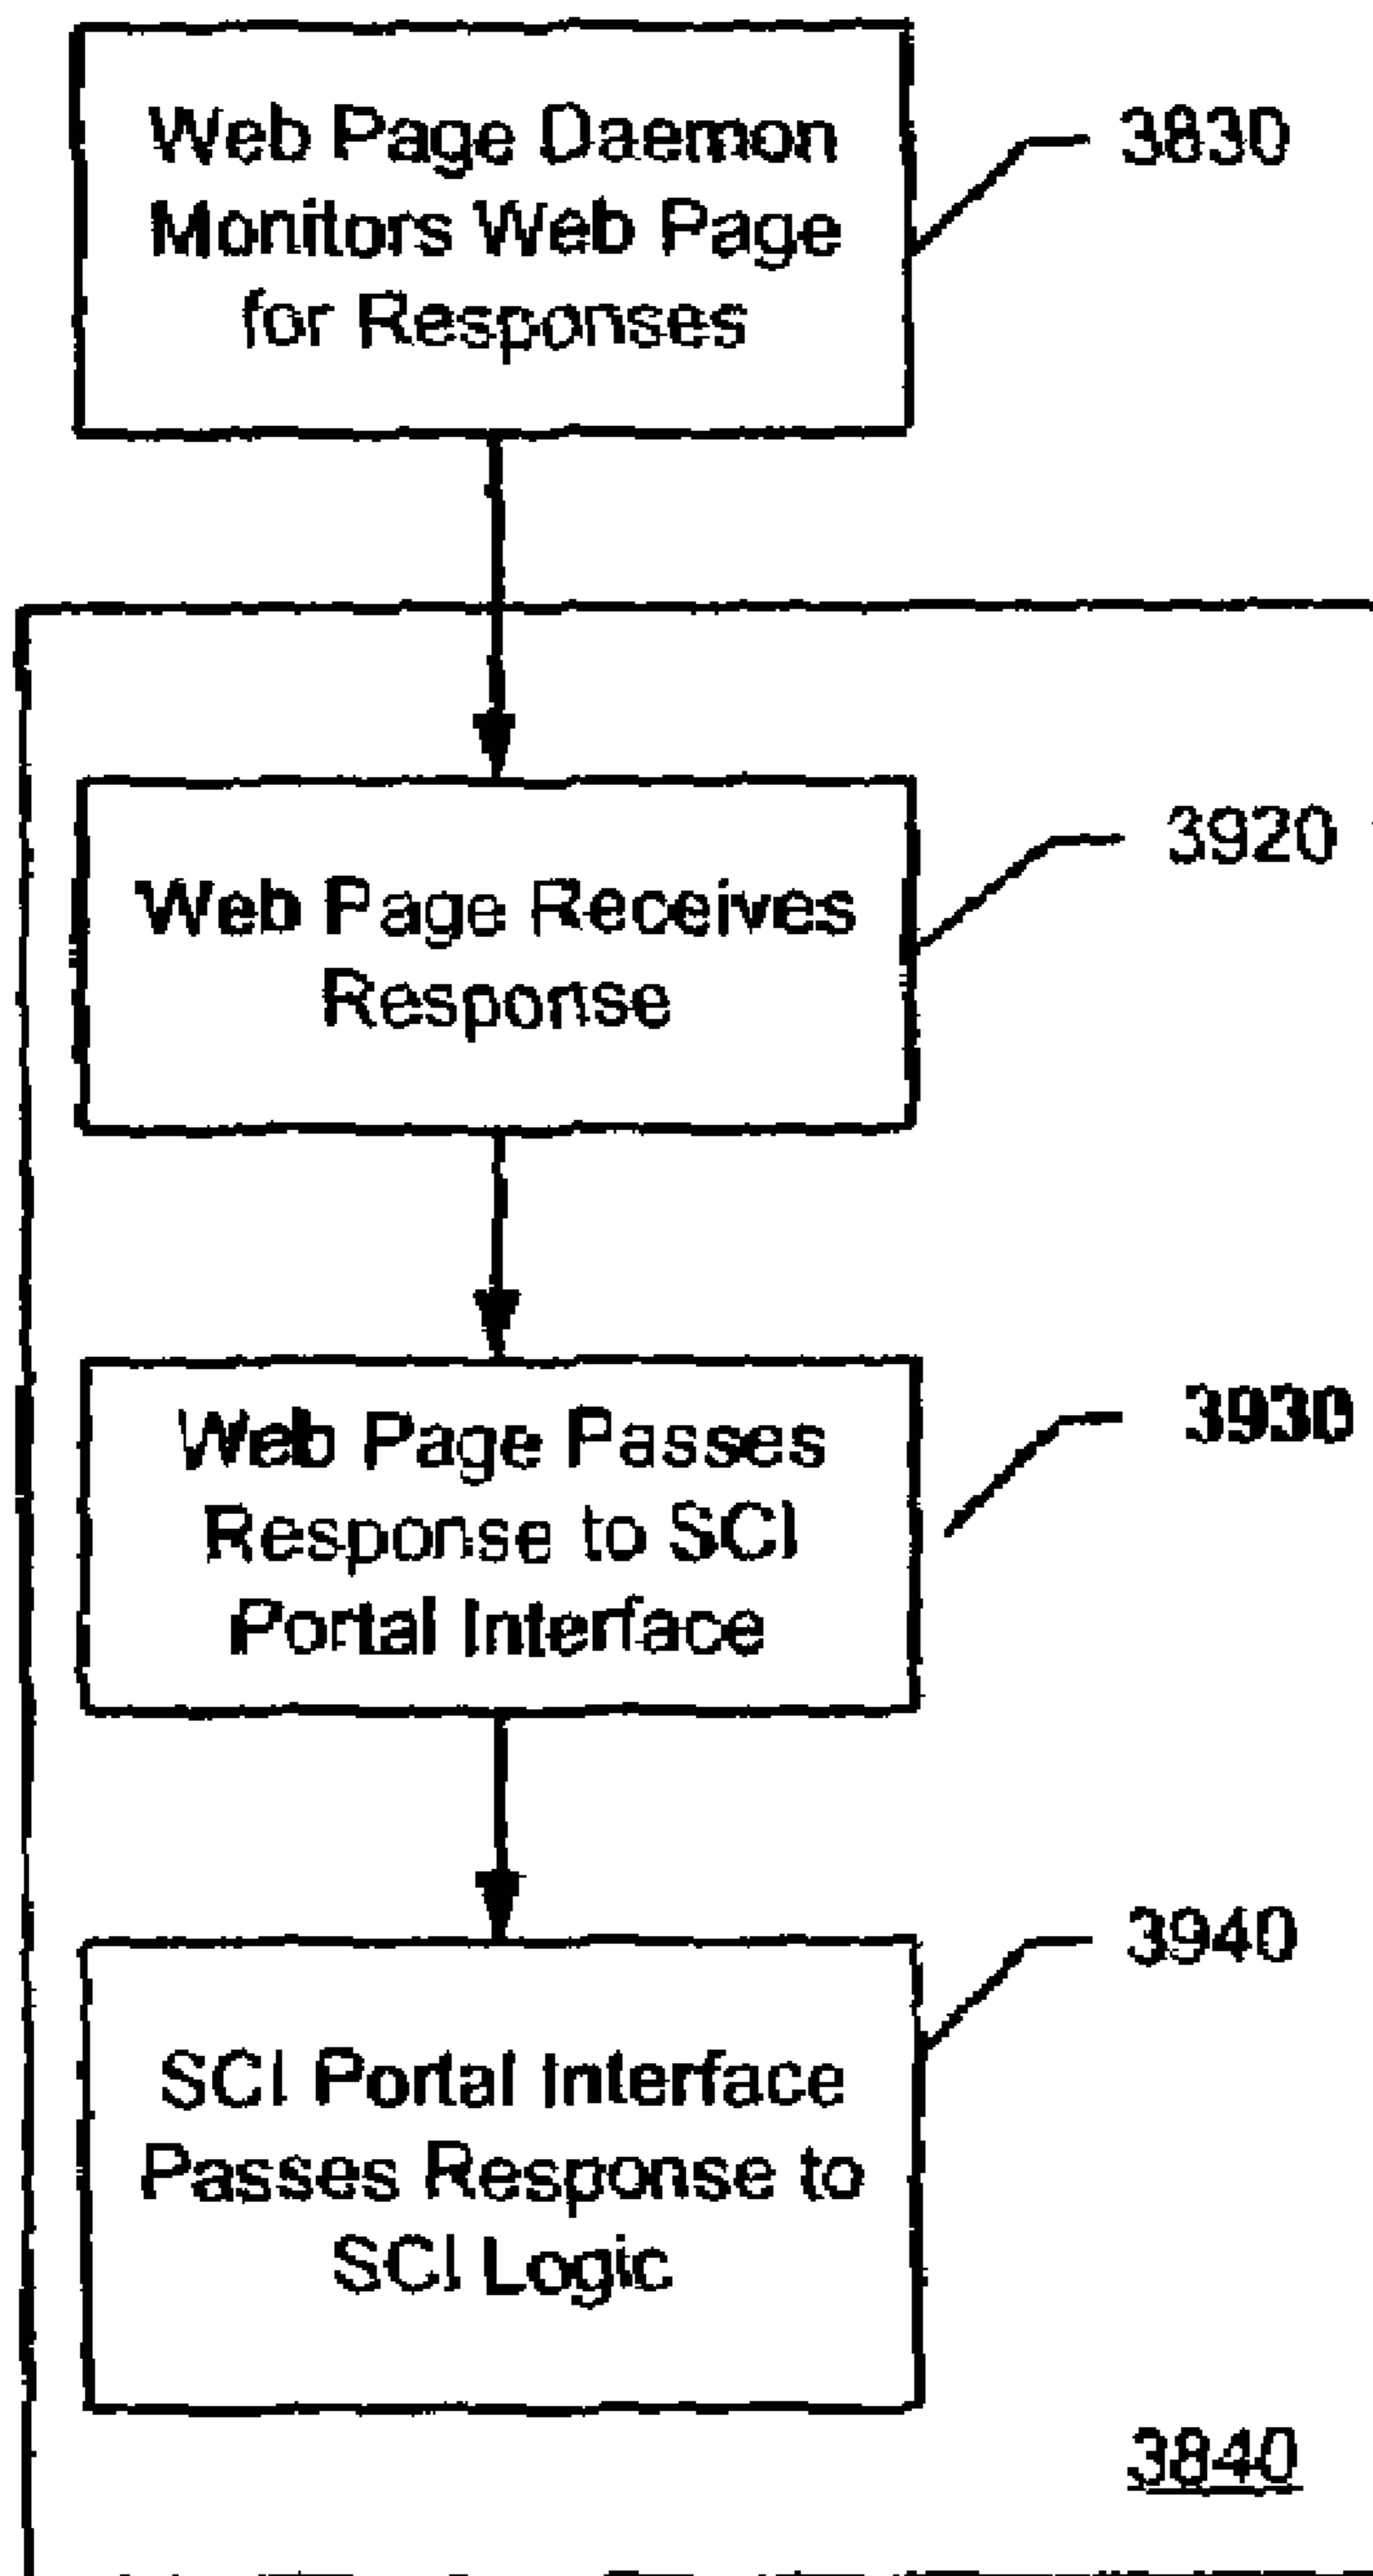 Web Page Daemon
Monitors Web Page
for Responses
3830
3920
Web Page Receives
Response
3930
Web Page Passes
Response to SCI
Portal Interface
3940
SCI Portal Interface
Passes Response to
SCI Logic
3840